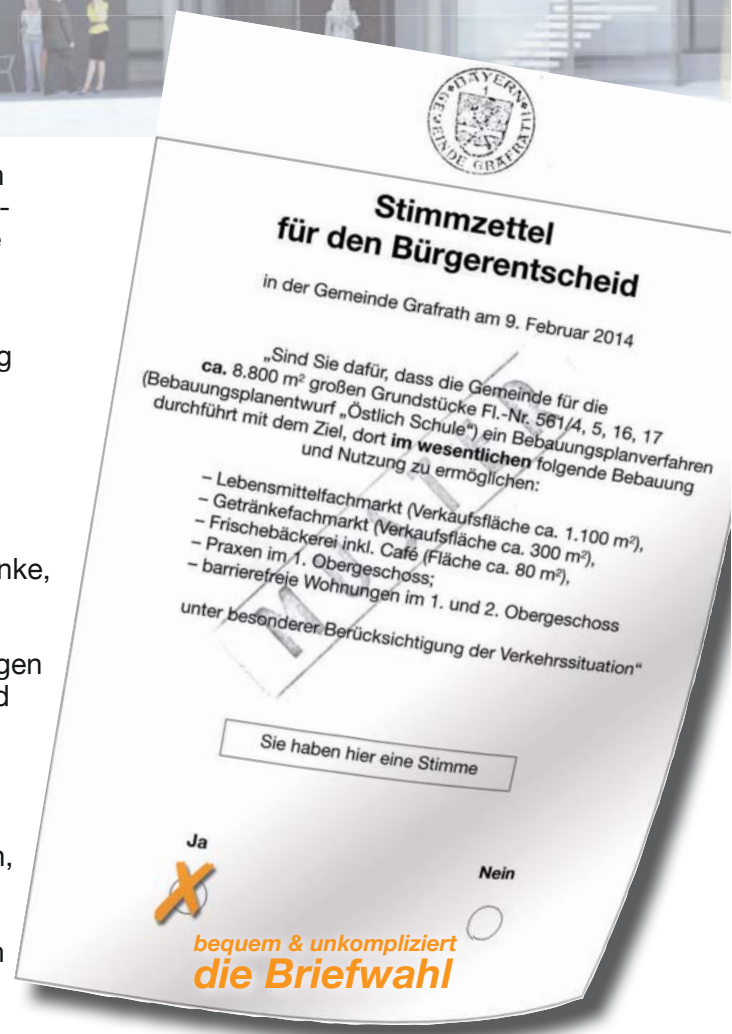 BAYERN
GEMEINDE GRAFRATH
Stimmzettel
für den Bürgerentscheid
in der Gemeinde Grafrath am 9. Februar 2014
„Sind Sie dafür, dass die Gemeinde für die
ca. 8.800 m² großen Grundstücke Fl.-Nr. 561/4, 5, 16, 17
(Bebauungsplanentwurf „Östlich Schule“) ein Bebauungsplanverfahren
durchführt mit dem Ziel, dort im wesentlichen folgende Bebauung
und Nutzung zu ermöglichen:
– Lebensmittelfachmarkt (Verkaufsfläche ca. 1.100 m²),
– Getränkefachmarkt (Verkaufsfläche ca. 300 m²),
– Frischebäckerei inkl. Café (Fläche ca. 80 m²),
– Praxen im 1. Obergeschoss;
– barrierefreie Wohnungen im 1. und 2. Obergeschoss
unter besonderer Berücksichtigung der Verkehrssituation“
MUSTER
Sie haben hier eine Stimme
Ja
Nein
bequem & unkompliziert
die Briefwahl